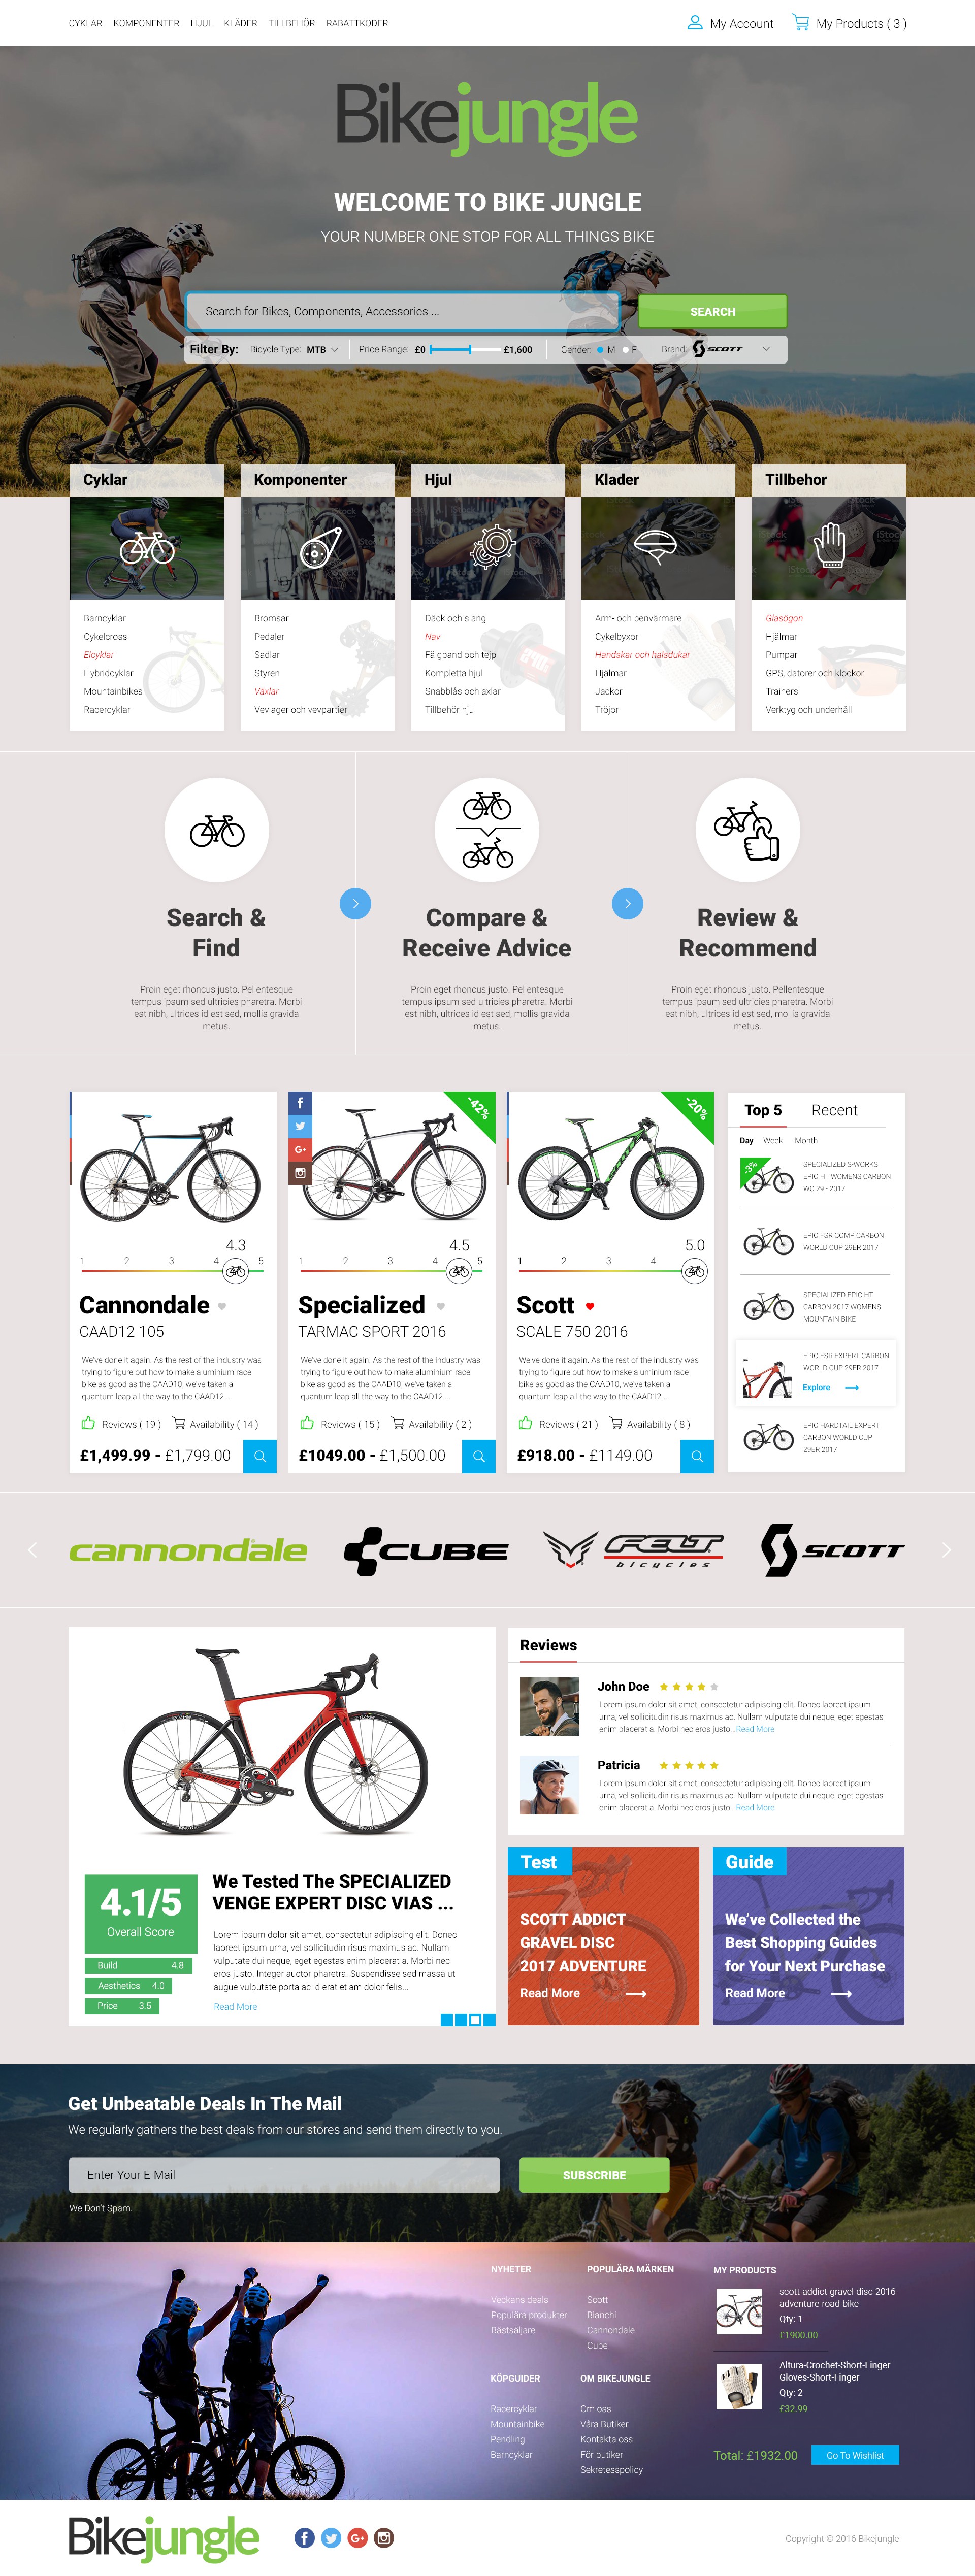 CYKLAR KOMPONENTER HJUL KLÄDER TILLBEHÖR RABATTKODER
My Account My Products ( 3 )
Bikejungle
WELCOME TO BIKE JUNGLE
YOUR NUMBER ONE STOP FOR ALL THINGS BIKE
Search for Bikes, Components, Accessories ...
SEARCH
Filter By: Bicycle Type: MTB Price Range: £0 £1,600 Gender: M F Brand: SCOTT
Cyklar
Barncyklar
Cykelcross
Elcyklar
Hybridcyklar
Mountainbikes
Racercyklar
Komponenter
iStock
Bromsar
Pedaler
Sadlar
Styren
Växlar
Vevlager och vevpartier
Hjul
iStock
Däck och slang
Nav
Fälgband och tejp
Kompletta hjul
Snabblås och axlar
Tillbehör hjul
Klader
iStock
Arm- och benvärmare
Cykelbyxor
Handskar och halsdukar
Hjälmar
Jackor
Tröjor
Tillbehor
iStock
iStock
Glasögon
Hjälmar
Pumpar
GPS, datorer och klockor
Trainers
Verktyg och underhåll
Search &
Find
Proin eget rhoncus justo. Pellentesque
tempus ipsum sed ultricies pharetra. Morbi
est nibh, ultrices id est sed, mollis gravida
metus.
Compare &
Receive Advice
Proin eget rhoncus justo. Pellentesque
tempus ipsum sed ultricies pharetra. Morbi
est nibh, ultrices id est sed, mollis gravida
metus.
Review &
Recommend
Proin eget rhoncus justo. Pellentesque
tempus ipsum sed ultricies pharetra. Morbi
est nibh, ultrices id est sed, mollis gravida
metus.
4.3
1 2 3 4 5
Cannondale
CAAD12 105
We've done it again. As the rest of the industry was
trying to figure out how to make aluminium race
bike as good as the CAAD10, we've taken a
quantum leap all the way to the CAAD12 ...
Reviews ( 19 ) Availability ( 14 )
£1,499.99 - £1,799.00
-42%
4.5
1 2 3 4 5
Specialized
TARMAC SPORT 2016
We've done it again. As the rest of the industry was
trying to figure out how to make aluminium race
bike as good as the CAAD10, we've taken a
quantum leap all the way to the CAAD12 ...
Reviews ( 15 ) Availability ( 2 )
£1049.00 - £1,500.00
-20%
5.0
1 2 3 4
Scott
SCALE 750 2016
We've done it again. As the rest of the industry was
trying to figure out how to make aluminium race
bike as good as the CAAD10, we've taken a
quantum leap all the way to the CAAD12 ...
Reviews ( 21 ) Availability ( 8 )
£918.00 - £1149.00
Top 5 Recent
Day Week Month
SPECIALIZED S-WORKS
EPIC HT WOMENS CARBON
WC 29 - 2017
EPIC FSR COMP CARBON
WORLD CUP 29ER 2017
SPECIALIZED EPIC HT
CARBON 2017 WOMENS
MOUNTAIN BIKE
EPIC FSR EXPERT CARBON
WORLD CUP 29ER 2017
Explore
EPIC HARDTAIL EXPERT
CARBON WORLD CUP
29ER 2017
cannondale
CUBE
FELT
bicycles
SCOTT
SPECIALIZED
4.1/5
Overall Score
Build 4.8
Aesthetics 4.0
Price 3.5
We Tested The SPECIALIZED
VENGE EXPERT DISC VIAS ...
Lorem ipsum dolor sit amet, consectetur adipiscing elit. Donec
laoreet ipsum urna, vel sollicitudin risus maximus ac. Nullam
vulputate dui neque, eget egestas enim placerat a. Morbi nec
eros justo. Integer auctor pharetra. Suspendisse sed massa ut
augue vulputate porta ac id erat etiam dolor felis...
Read More
Reviews
John Doe
Lorem ipsum dolor sit amet, consectetur adipiscing elit. Donec laoreet ipsum
urna, vel sollicitudin risus maximus ac. Nullam vulputate dui neque, eget egestas
enim placerat a. Morbi nec eros justo...Read More
Patricia
Lorem ipsum dolor sit amet, consectetur adipiscing elit. Donec laoreet ipsum
urna, vel sollicitudin risus maximus ac. Nullam vulputate dui neque, eget egestas
enim placerat a. Morbi nec eros justo...Read More
Test
SCOTT ADDICT
GRAVEL DISC
2017 ADVENTURE
Read More
Guide
We've Collected the
Best Shopping Guides
for Your Next Purchase
Read More
Get Unbeatable Deals In The Mail
We regularly gathers the best deals from our stores and send them directly to you.
Enter Your E-Mail
SUBSCRIBE
We Don't Spam.
NYHETER
Veckans deals
Populära produkter
Bästsäljare
POPULÄRA MÄRKEN
Scott
Bianchi
Cannondale
Cube
KÖPGUIDER
Racercyklar
Mountainbike
Pendling
Barncyklar
OM BIKEJUNGLE
Om oss
Våra Butiker
Kontakta oss
För butiker
Sekretesspolicy
MY PRODUCTS
scott-addict-gravel-disc-2016
adventure-road-bike
Qty: 1
£1900.00
Altura-Crochet-Short-Finger
Gloves-Short-Finger
Qty: 2
£32.99
Total: £1932.00
Go To Wishlist
Bikejungle
Copyright © 2016 Bikejungle